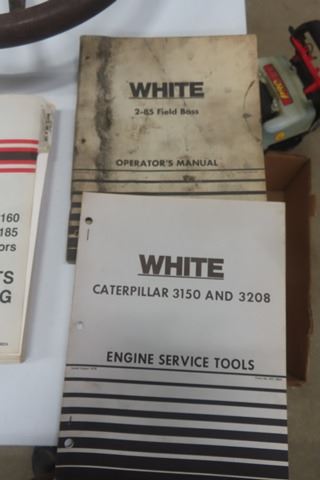 WHITE
2-85 Field Boss
OPERATOR'S MANUAL
160
185
ors
TS
G
WHITE
CATERPILLAR 3150 AND 3208
ENGINE SERVICE TOOLS